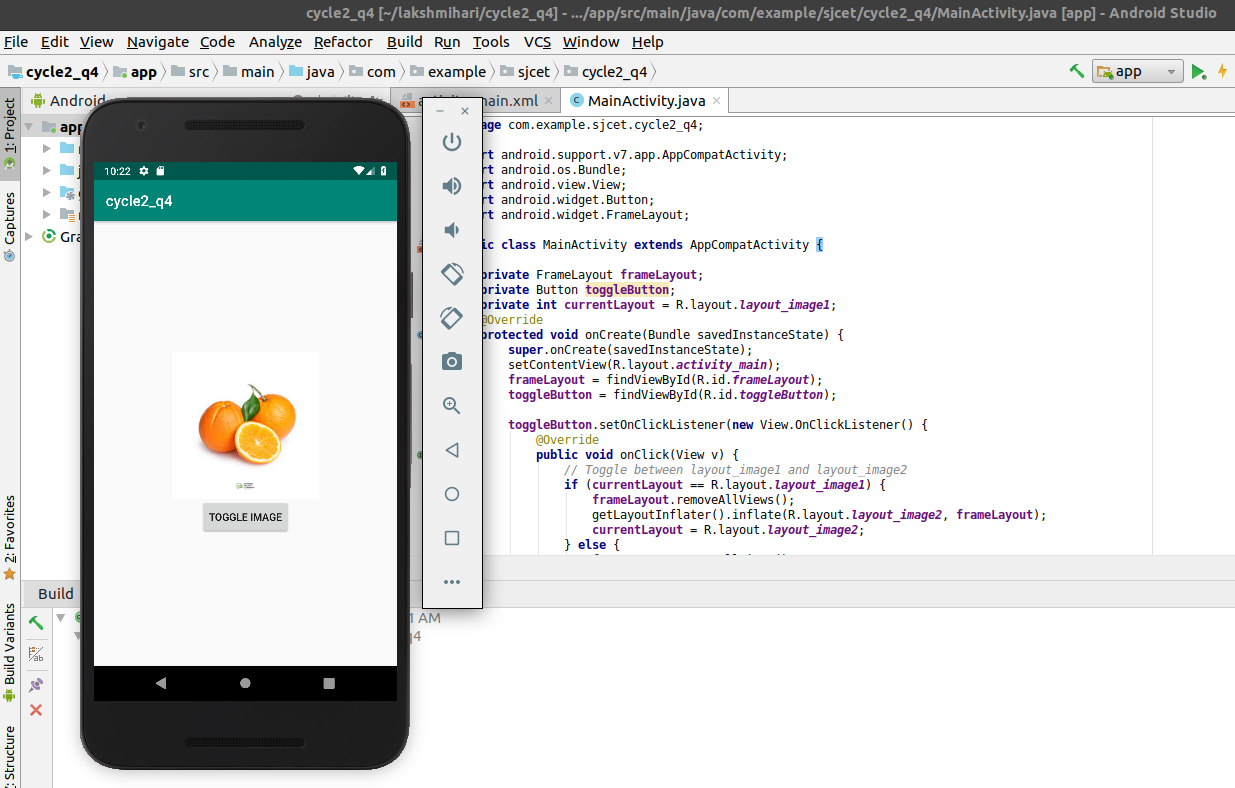 cycle2_q4 [~/lakshmihari/cycle2_q4] - .../app/src/main/java/com/example/sjcet/cycle2_q4/MainActivity.java [app] - Android Studio
File Edit View Navigate Code Analyze Refactor Build Run Tools VCS Window Help
cycle2_q4 app src main java com example sjcet cycle2_q4 app
1: Project
Captures
2: Favorites
Build Variants
Structure
Android
app
Gra
main.xml MainActivity.java
10:22
cycle2_q4
TOGGLE IMAGE
age com.example.sjcet.cycle2_q4;
rt android.support.v7.app.AppCompatActivity;
rt android.os.Bundle;
rt android.view.View;
rt android.widget.Button;
rt android.widget.FrameLayout;
ic class MainActivity extends AppCompatActivity {
private FrameLayout frameLayout;
private Button toggleButton;
private int currentLayout = R.layout.layout_image1;
@Override
protected void onCreate(Bundle savedInstanceState) {
super.onCreate(savedInstanceState);
setContentView(R.layout.activity_main);
frameLayout = findViewById(R.id.frameLayout);
toggleButton = findViewById(R.id.toggleButton);
toggleButton.setOnClickListener(new View.OnClickListener() {
@Override
public void onClick(View v) {
// Toggle between layout_image1 and layout_image2
if (currentLayout == R.layout.layout_image1) {
frameLayout.removeAllViews();
getLayoutInflater().inflate(R.layout.layout_image2, frameLayout);
currentLayout = R.layout.layout_image2;
} else {
Build
1 AM
q4